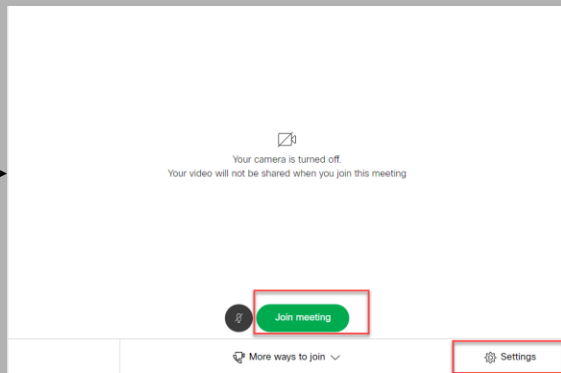 Your camera is turned off.
Your video will not be shared when you join this meeting
Join meeting
More ways to join
Settings